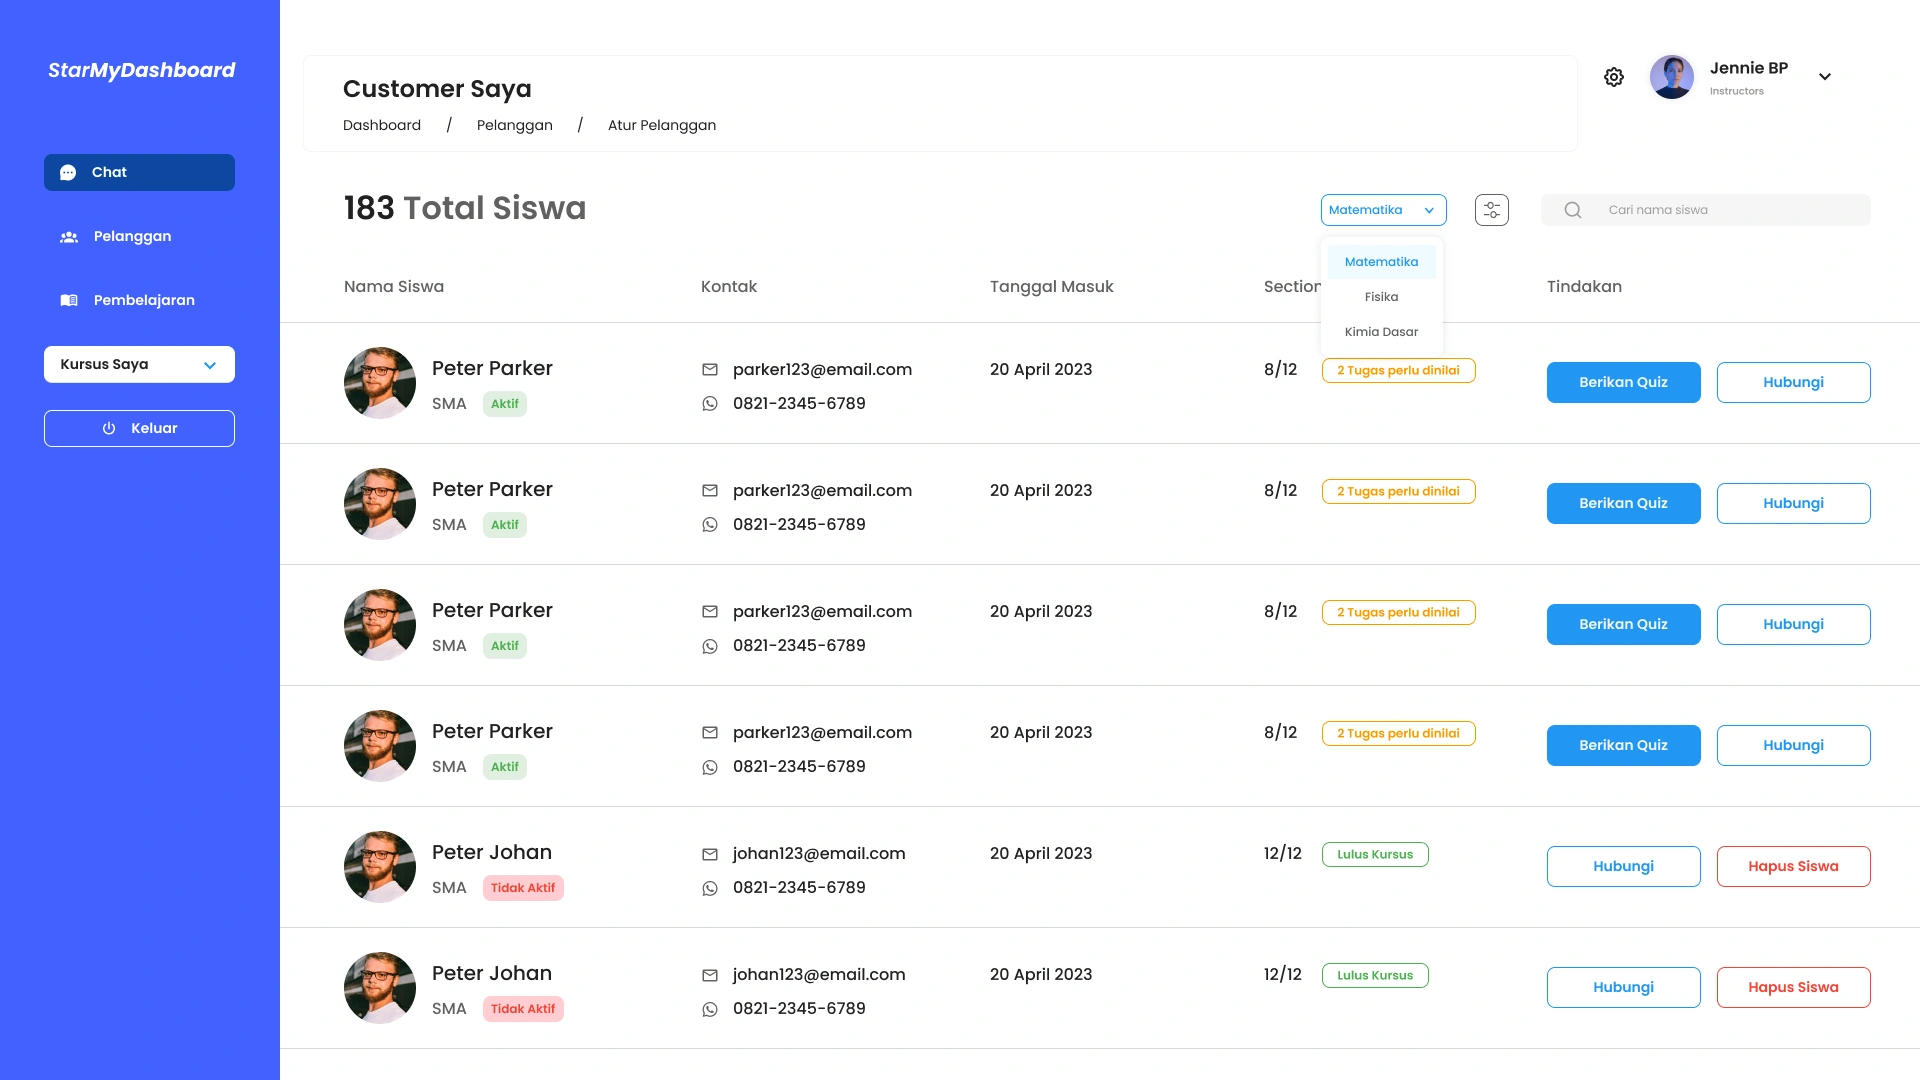 StarMyDashboard
Chat
Pelanggan
Pembelajaran
Kursus Saya
Keluar
Customer Saya
Dashboard / Pelanggan / Atur Pelanggan
Jennie BP
Instructors
183 Total Siswa
Matematika
Cari nama siswa
Matematika
Fisika
Kimia Dasar
Nama Siswa Kontak Tanggal Masuk Section Tindakan
Peter Parker parker123@email.com 20 April 2023 8/12 2 Tugas perlu dinilai Berikan Quiz Hubungi
SMA Aktif 0821-2345-6789
Peter Parker parker123@email.com 20 April 2023 8/12 2 Tugas perlu dinilai Berikan Quiz Hubungi
SMA Aktif 0821-2345-6789
Peter Parker parker123@email.com 20 April 2023 8/12 2 Tugas perlu dinilai Berikan Quiz Hubungi
SMA Aktif 0821-2345-6789
Peter Parker parker123@email.com 20 April 2023 8/12 2 Tugas perlu dinilai Berikan Quiz Hubungi
SMA Aktif 0821-2345-6789
Peter Johan johan123@email.com 20 April 2023 12/12 Lulus Kursus Hubungi Hapus Siswa
SMA Tidak Aktif 0821-2345-6789
Peter Johan johan123@email.com 20 April 2023 12/12 Lulus Kursus Hubungi Hapus Siswa
SMA Tidak Aktif 0821-2345-6789